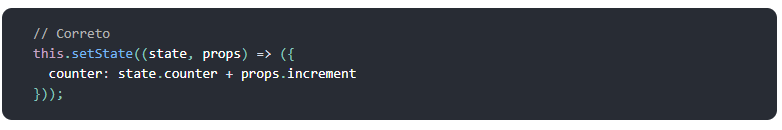 // Correto
this.setState((state, props) => ({
  counter: state.counter + props.increment
}));